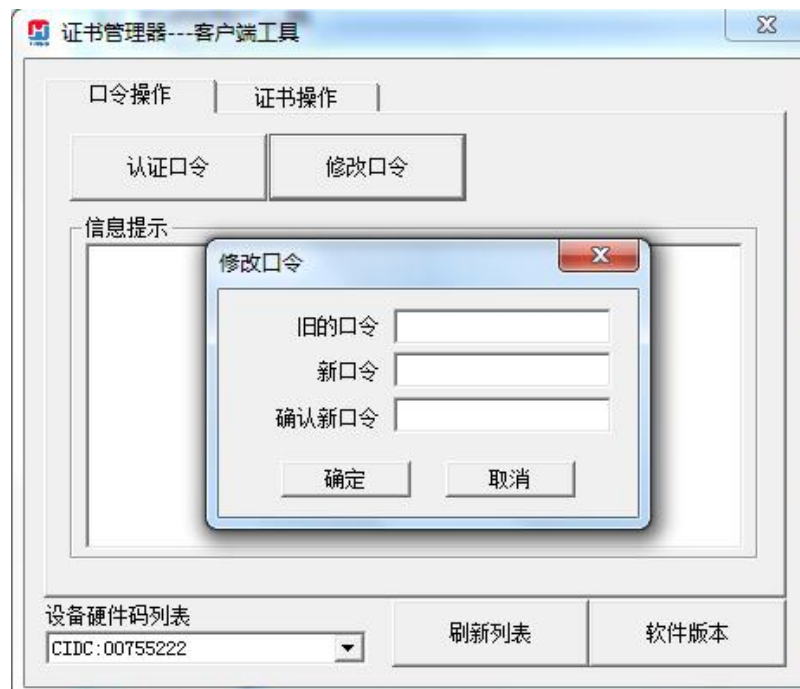 证书管理器---客户端工具
口令操作
证书操作
认证口令
修改口令
信息提示
修改口令
旧的口令
新口令
确认新口令
确定
取消
设备硬件码列表
CIDC:00755222
刷新列表
软件版本